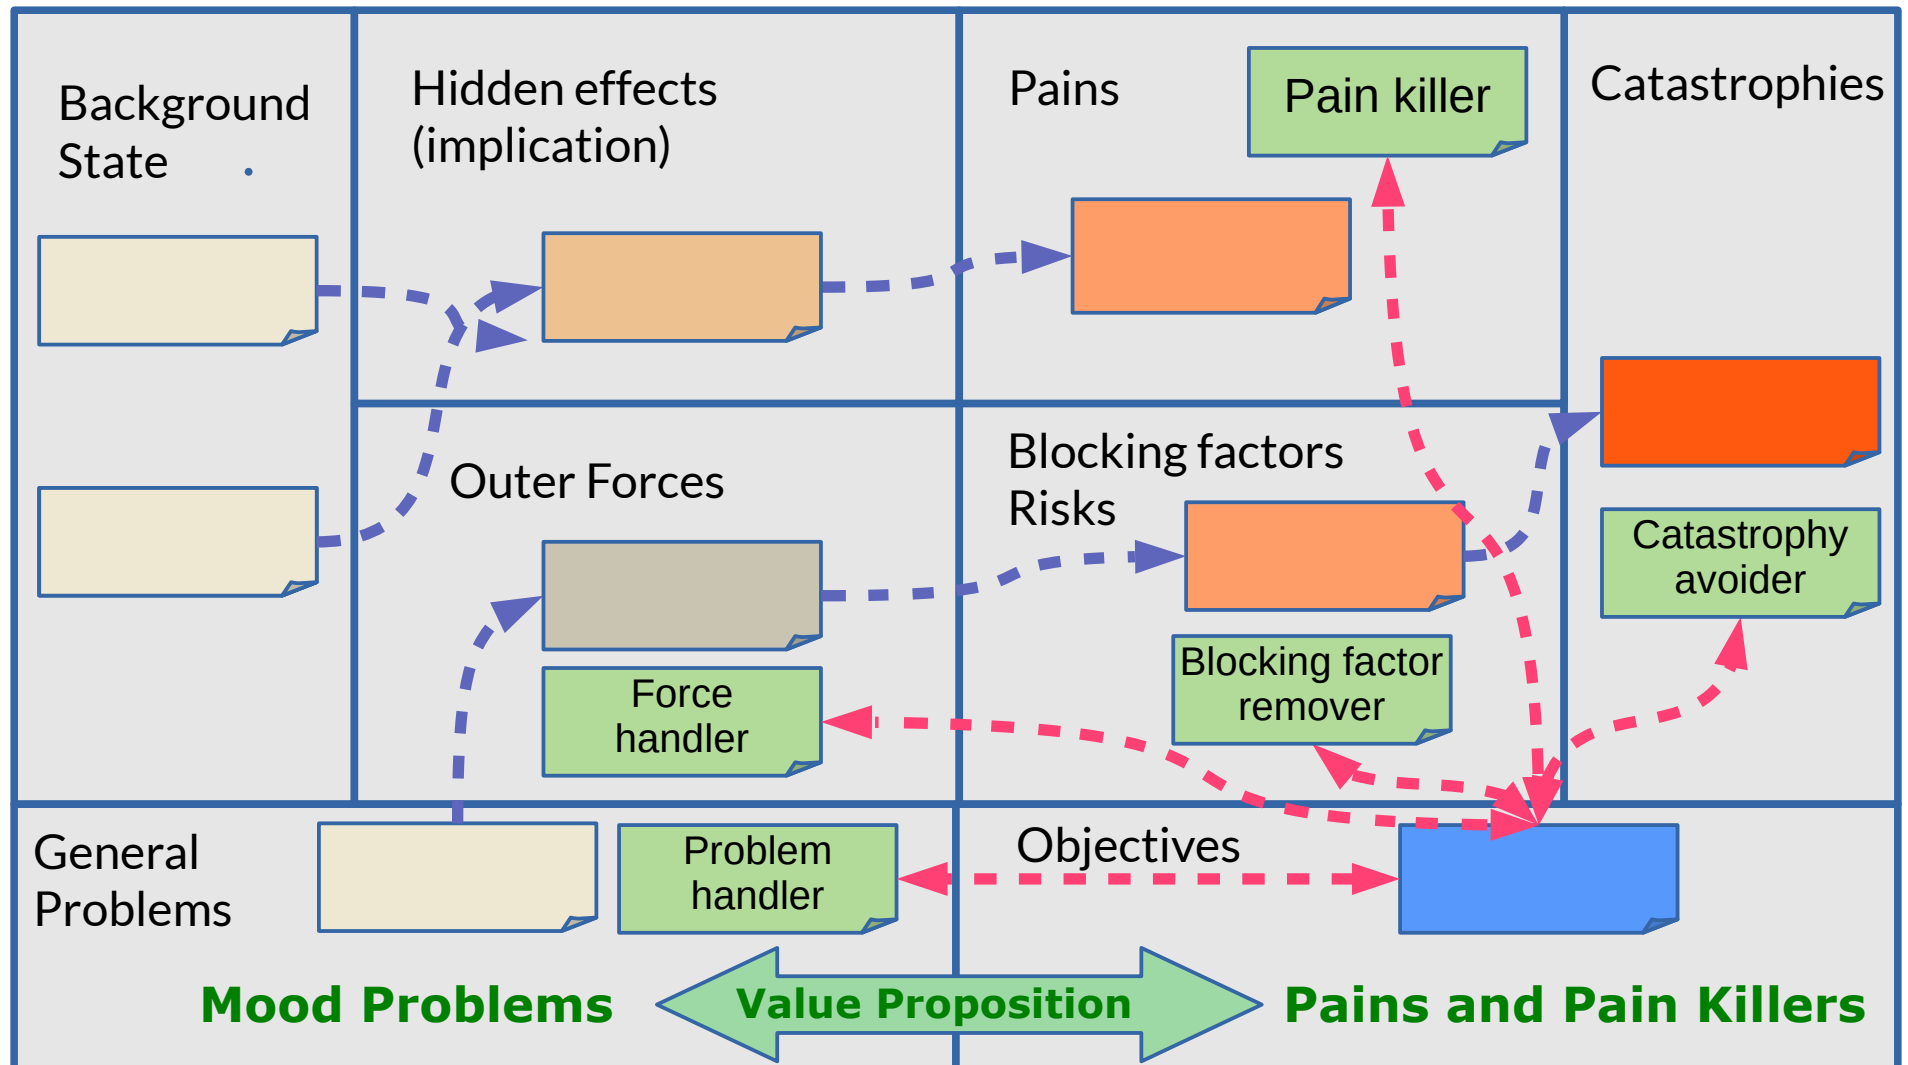 Background
State
Hidden effects
(implication)
Pains
Pain killer
Catastrophies
Outer Forces
Blocking factors
Risks
Catastrophy
avoider
Force
handler
Blocking factor
remover
General
Problems
Problem
handler
Objectives
Mood Problems
Value Proposition
Pains and Pain Killers